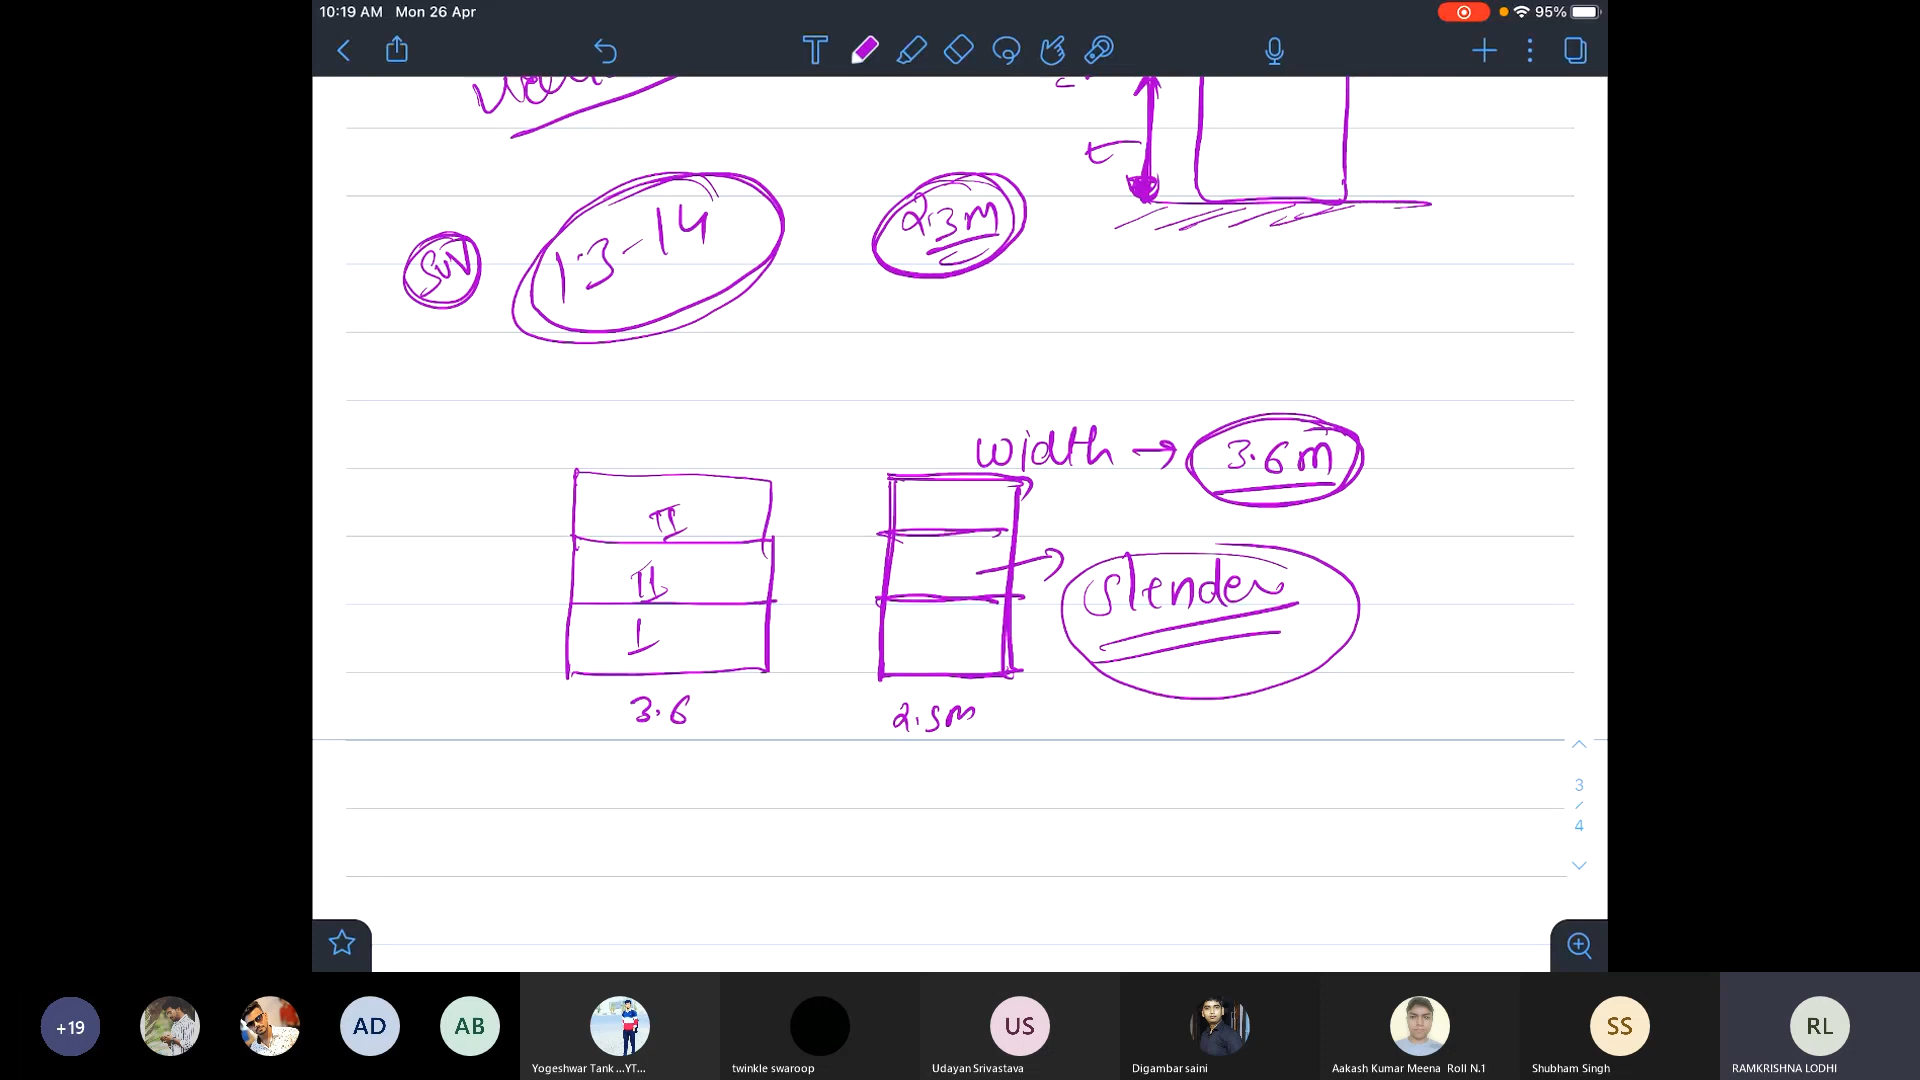 10:19 AM Mon 26 Apr
95%
T
t
SUV
1.3-14
2.3m
width → 3.6m
II
II
I
slender
3.6
2.5m
3
4
+19
AD
AB
US
SS
RL
Yogeshwar Tank ...YT...
twinkle swaroop
Udayan Srivastava
Digambar saini
Aakash Kumar Meena Roll N.1
Shubham Singh
RAMKRISHNA LODHI